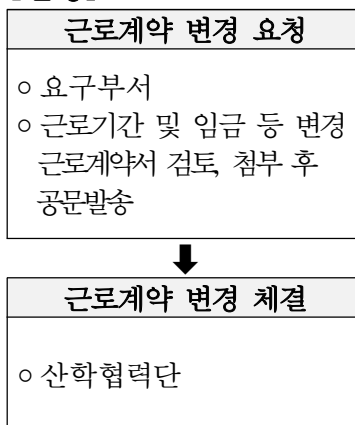 근로계약 변경 요청
○ 요구부서
○ 근로기간 및 임금 등 변경
근로계약서 검토, 첨부 후
공문발송
근로계약 변경 체결
○ 산학협력단